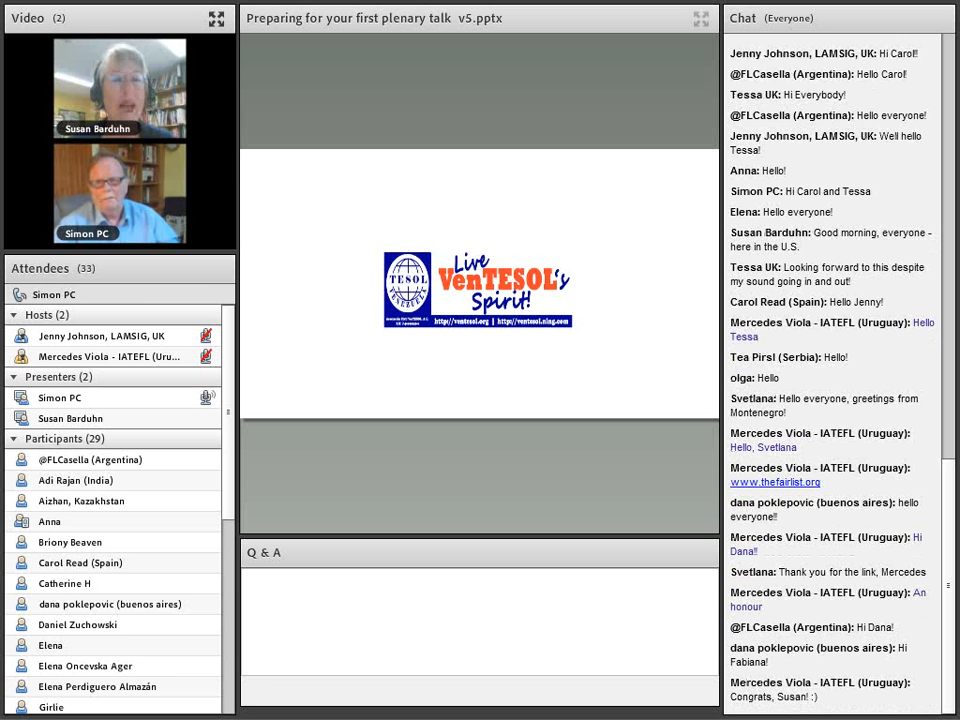 Video (2)
Susan Barduhn
Simon PC
Attendees (33)
Simon PC
Hosts (2)
Jenny Johnson, LAMSIG, UK
Mercedes Viola - IATEFL (Uru...
Presenters (2)
Simon PC
Susan Barduhn
Participants (29)
@FLCasella (Argentina)
Adi Rajan (India)
Aizhan, Kazakhstan
Anna
Briony Beaven
Carol Read (Spain)
Catherine H
dana poklepovic (buenos aires)
Daniel Zuchowski
Elena
Elena Oncevska Ager
Elena Perdiguero Almazán
Girlie
Preparing for your first plenary talk v5.pptx
TESOL
VENEZUELA
Live
VenTESOL's
Spirit!
http://ventesol.org | http://ventesol.ning.com
Q & A
Chat (Everyone)
Jenny Johnson, LAMSIG, UK: Hi Carol!!
@FLCasella (Argentina): Hello Carol!
Tessa UK: Hi Everybody!
@FLCasella (Argentina): Hello everyone!
Jenny Johnson, LAMSIG, UK: Well hello
Tessa!
Anna: Hello!
Simon PC: Hi Carol and Tessa
Elena: Hello everyone!
Susan Barduhn: Good morning, everyone -
here in the U.S.
Tessa UK: Looking forward to this despite
my sound going in and out!
Carol Read (Spain): Hello Jenny!
Mercedes Viola - IATEFL (Uruguay): Hello
Tessa
Tea Pirsl (Serbia): Hello!
olga: Hello
Svetlana: Hello everyone, greetings from
Montenegro!
Mercedes Viola - IATEFL (Uruguay):
Hello, Svetlana
Mercedes Viola - IATEFL (Uruguay):
www.thefairlist.org
dana poklepovic (buenos aires): hello
everyone!!
Mercedes Viola - IATEFL (Uruguay): Hi
Dana!!
Svetlana: Thank you for the link, Mercedes
Mercedes Viola - IATEFL (Uruguay): An
honour
@FLCasella (Argentina): Hi Dana!
dana poklepovic (buenos aires): Hi
Fabiana!
Mercedes Viola - IATEFL (Uruguay):
Congrats, Susan! :)